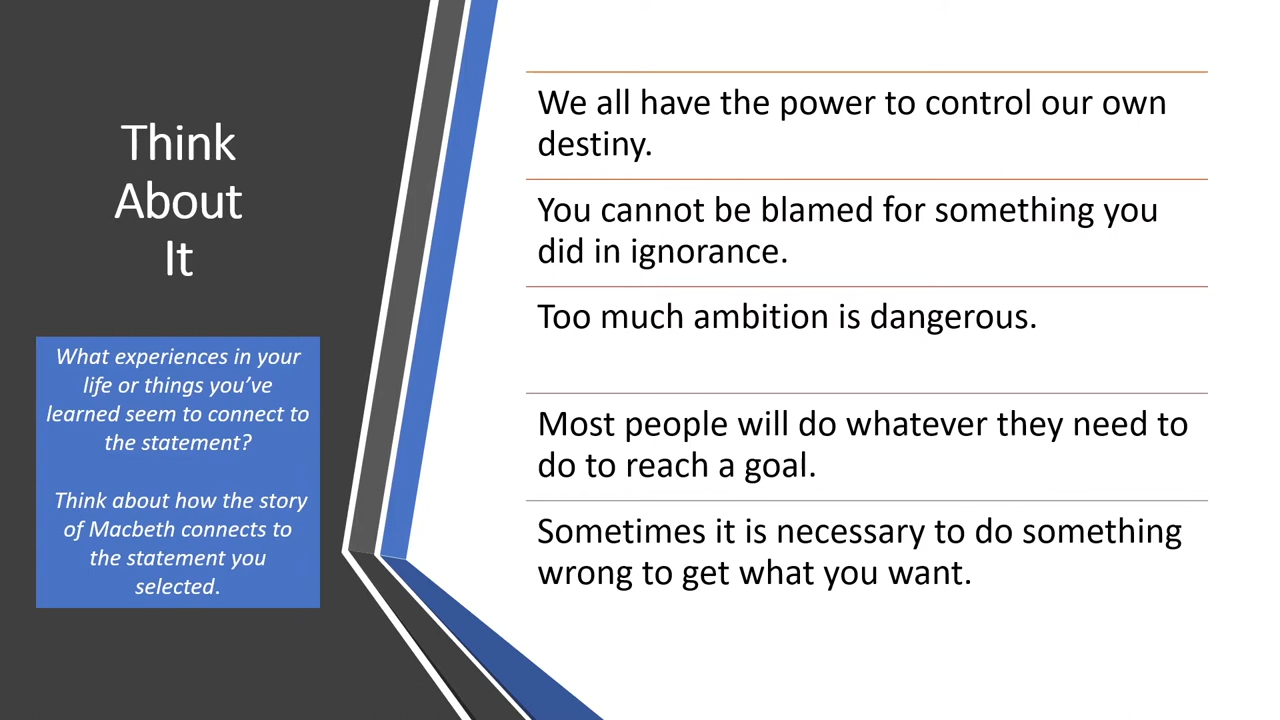 Think
About
It
What experiences in your
life or things you’ve
learned seem to connect to
the statement?
Think about how the story
of Macbeth connects to
the statement you
selected.
We all have the power to control our own
destiny.
You cannot be blamed for something you
did in ignorance.
Too much ambition is dangerous.
Most people will do whatever they need to
do to reach a goal.
Sometimes it is necessary to do something
wrong to get what you want.